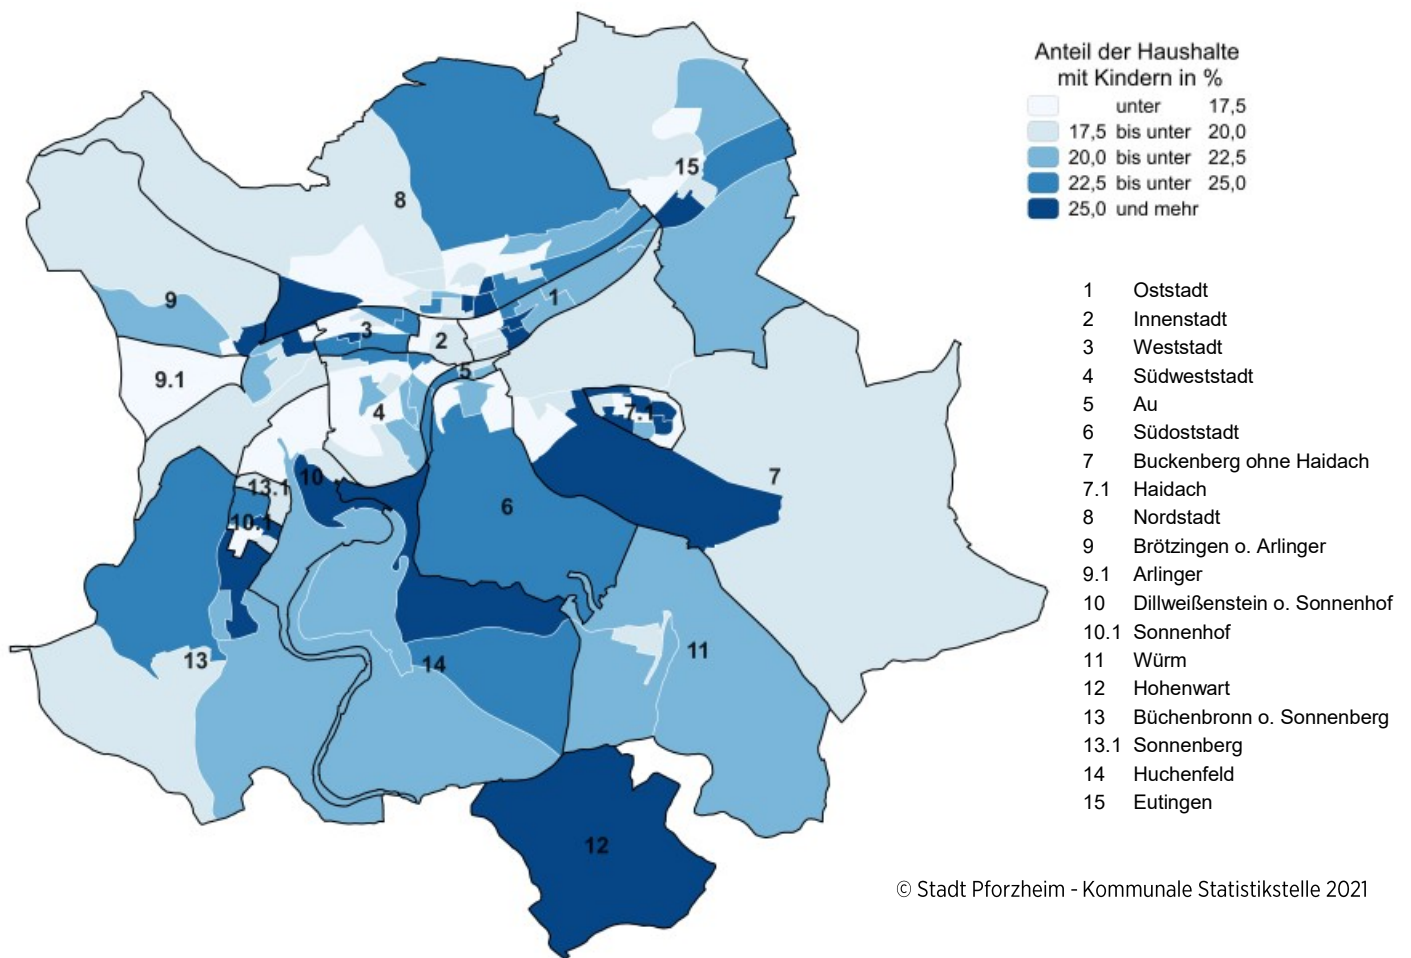 Anteil der Haushalte
mit Kindern in %
unter 17,5
17,5 bis unter 20,0
20,0 bis unter 22,5
22,5 bis unter 25,0
25,0 und mehr
15
8
9
1
3
2
9.1
5
4
7.1
7
10
13.1
6
10.1
11
13
14
12
1 Oststadt
2 Innenstadt
3 Weststadt
4 Südweststadt
5 Au
6 Südoststadt
7 Buckenberg ohne Haidach
7.1 Haidach
8 Nordstadt
9 Brötzingen o. Arlinger
9.1 Arlinger
10 Dillweißenstein o. Sonnenhof
10.1 Sonnenhof
11 Würm
12 Hohenwart
13 Büchenbronn o. Sonnenberg
13.1 Sonnenberg
14 Huchenfeld
15 Eutingen
© Stadt Pforzheim - Kommunale Statistikstelle 2021